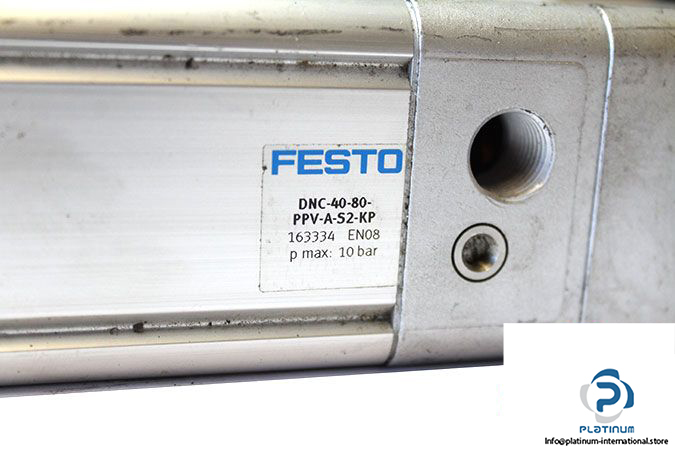 FESTO
DNC-40-80-
PPV-A-S2-KP
163334 EN08
p max: 10 bar
PLATINUM
Info@platinum-international.store